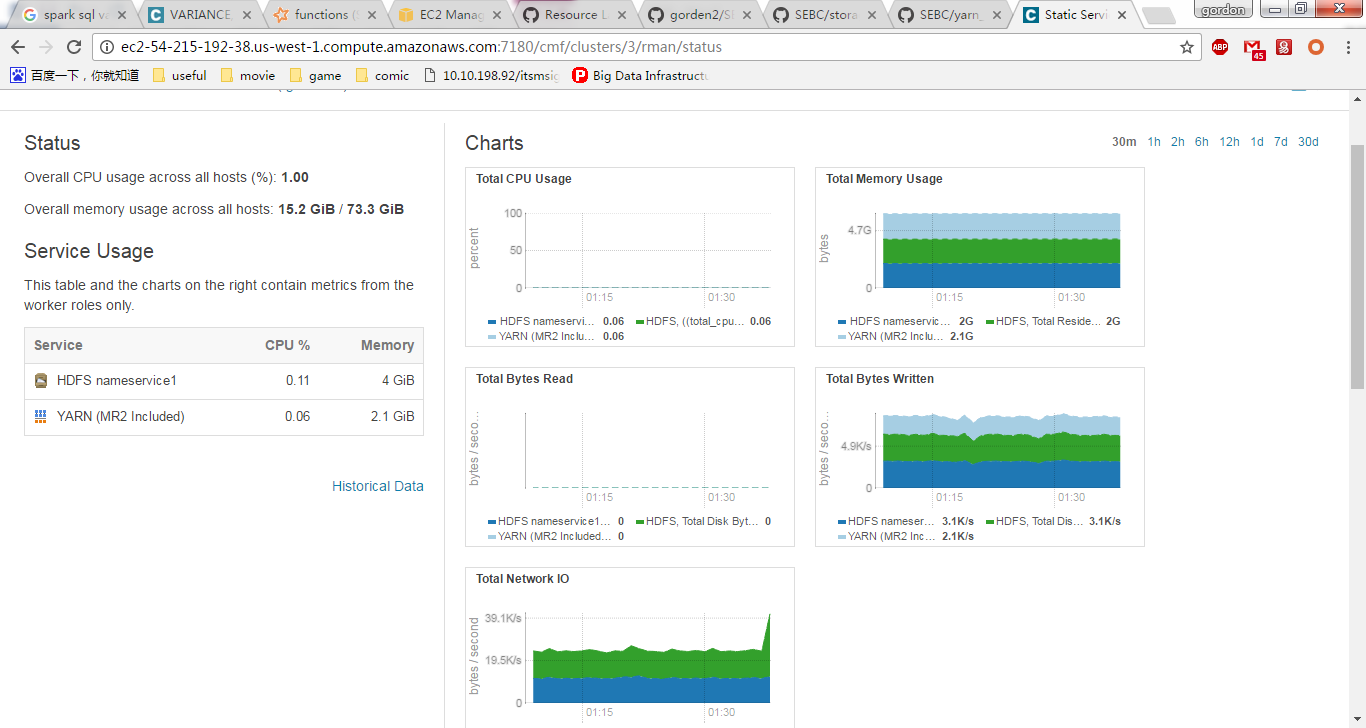 spark sql va
VARIANCE,
functions (S
EC2 Manag
Resource L
gorden2/S
SEBC/stora
SEBC/yarn_
Static Servi
gordon
ec2-54-215-192-38.us-west-1.compute.amazonaws.com:7180/cmf/clusters/3/rman/status
ABP
45
百度一下，你就知道
useful
movie
game
comic
10.10.198.92/itsmsig
Big Data Infrastructu
Status
Overall CPU usage across all hosts (%): 1.00
Overall memory usage across all hosts: 15.2 GiB / 73.3 GiB
Service Usage
This table and the charts on the right contain metrics from the
worker roles only.
Service CPU % Memory
HDFS nameservice1 0.11 4 GiB
YARN (MR2 Included) 0.06 2.1 GiB
Historical Data
Charts
30m 1h 2h 6h 12h 1d 7d 30d
Total CPU Usage
percent
100
50
0
01:15 01:30
HDFS nameservi... 0.06 HDFS, ((total_cpu... 0.06
YARN (MR2 Inclu... 0.06
Total Memory Usage
bytes
4.7G
0
01:15 01:30
HDFS nameservic... 2G HDFS, Total Reside... 2G
YARN (MR2 Inclu... 2.1G
Total Bytes Read
bytes / seco...
0
01:15 01:30
HDFS nameservice1... 0 HDFS, Total Disk Byt... 0
YARN (MR2 Included... 0
Total Bytes Written
bytes / seco...
4.9K/s
0
01:15 01:30
HDFS nameser... 3.1K/s HDFS, Total Dis... 3.1K/s
YARN (MR2 Inc... 2.1K/s
Total Network IO
bytes / second
39.1K/s
19.5K/s
0
01:15 01:30